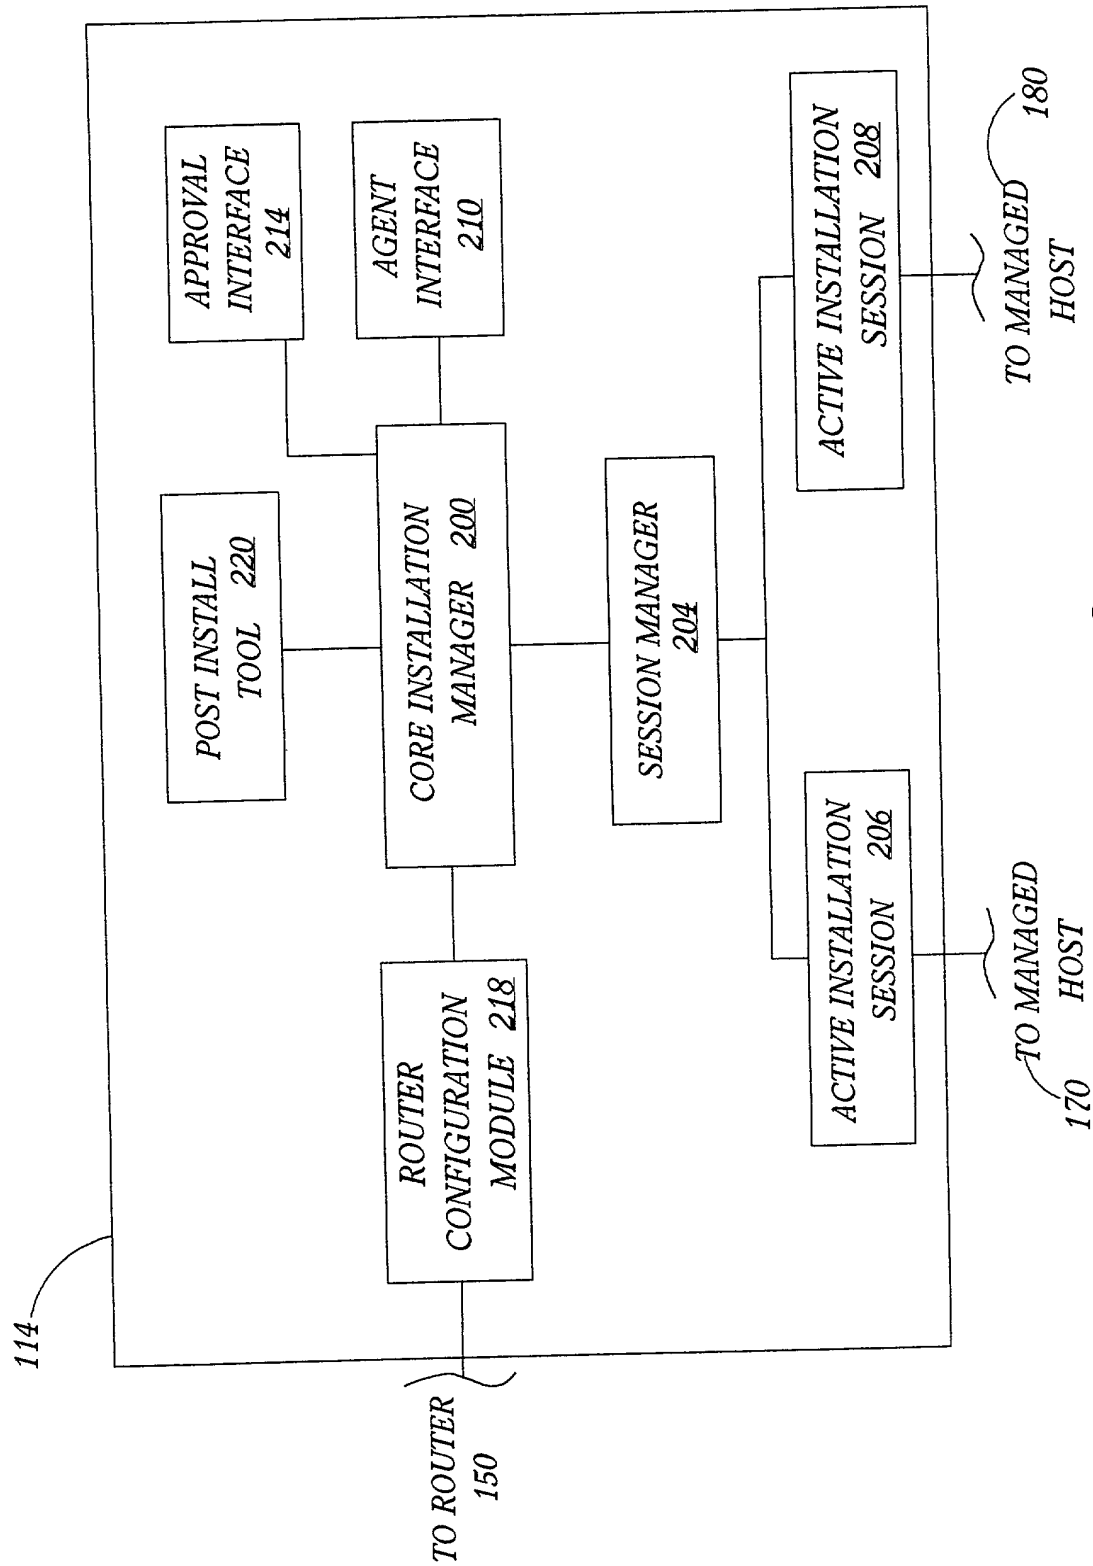 114
POST INSTALL
TOOL 220
APPROVAL
INTERFACE
214
TO ROUTER
150
ROUTER
CONFIGURATION
MODULE 218
CORE INSTALLATION
MANAGER 200
AGENT
INTERFACE
210
SESSION MANAGER
204
ACTIVE INSTALLATION
SESSION 206
ACTIVE INSTALLATION
SESSION 208
170
TO MANAGED
HOST
TO MANAGED
HOST
180